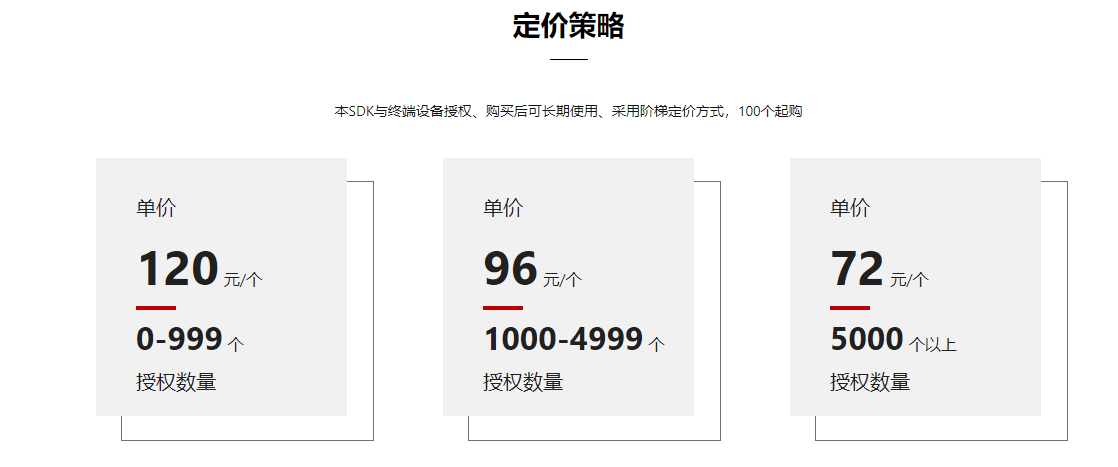 定价策略
本SDK与终端设备授权、购买后可长期使用、采用阶梯定价方式，100个起购
单价
120 元/个
0-999 个
授权数量
单价
96 元/个
1000-4999 个
授权数量
单价
72 元/个
5000 个以上
授权数量